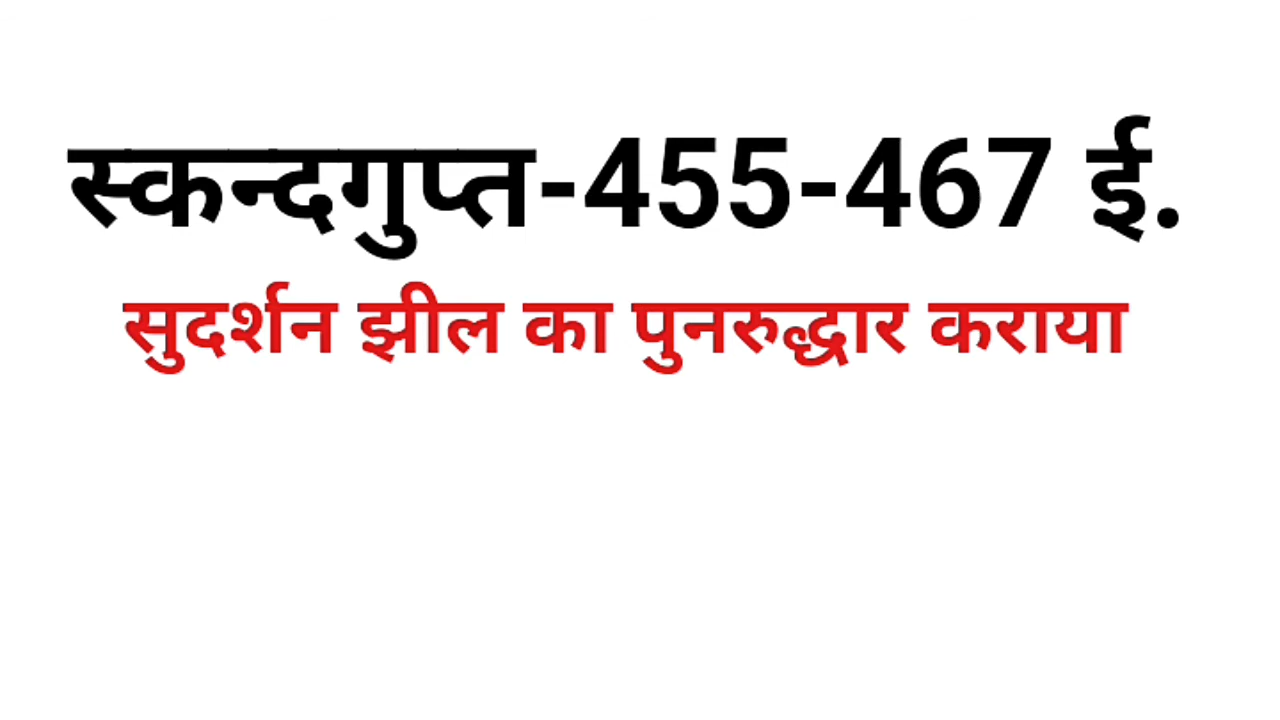 स्कन्दगुप्त-455-467 ई.
सुदर्शन झील का पुनरुद्धार कराया